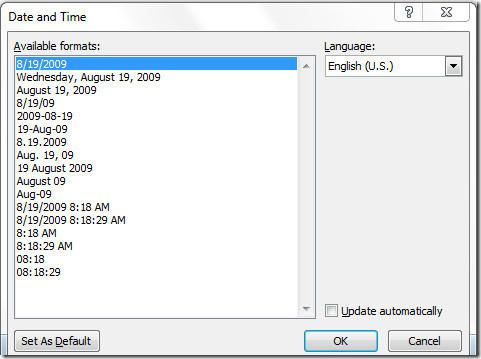 Date and Time
Available formats:
Language:
8/19/2009
English (U.S.)
Wednesday, August 19, 2009
August 19, 2009
8/19/09
2009-08-19
19-Aug-09
8.19.2009
Aug. 19, 09
19 August 2009
August 09
Aug-09
8/19/2009 8:18 AM
8/19/2009 8:18:29 AM
8:18 AM
8:18:29 AM
08:18
08:18:29
Update automatically
Set As Default
OK
Cancel